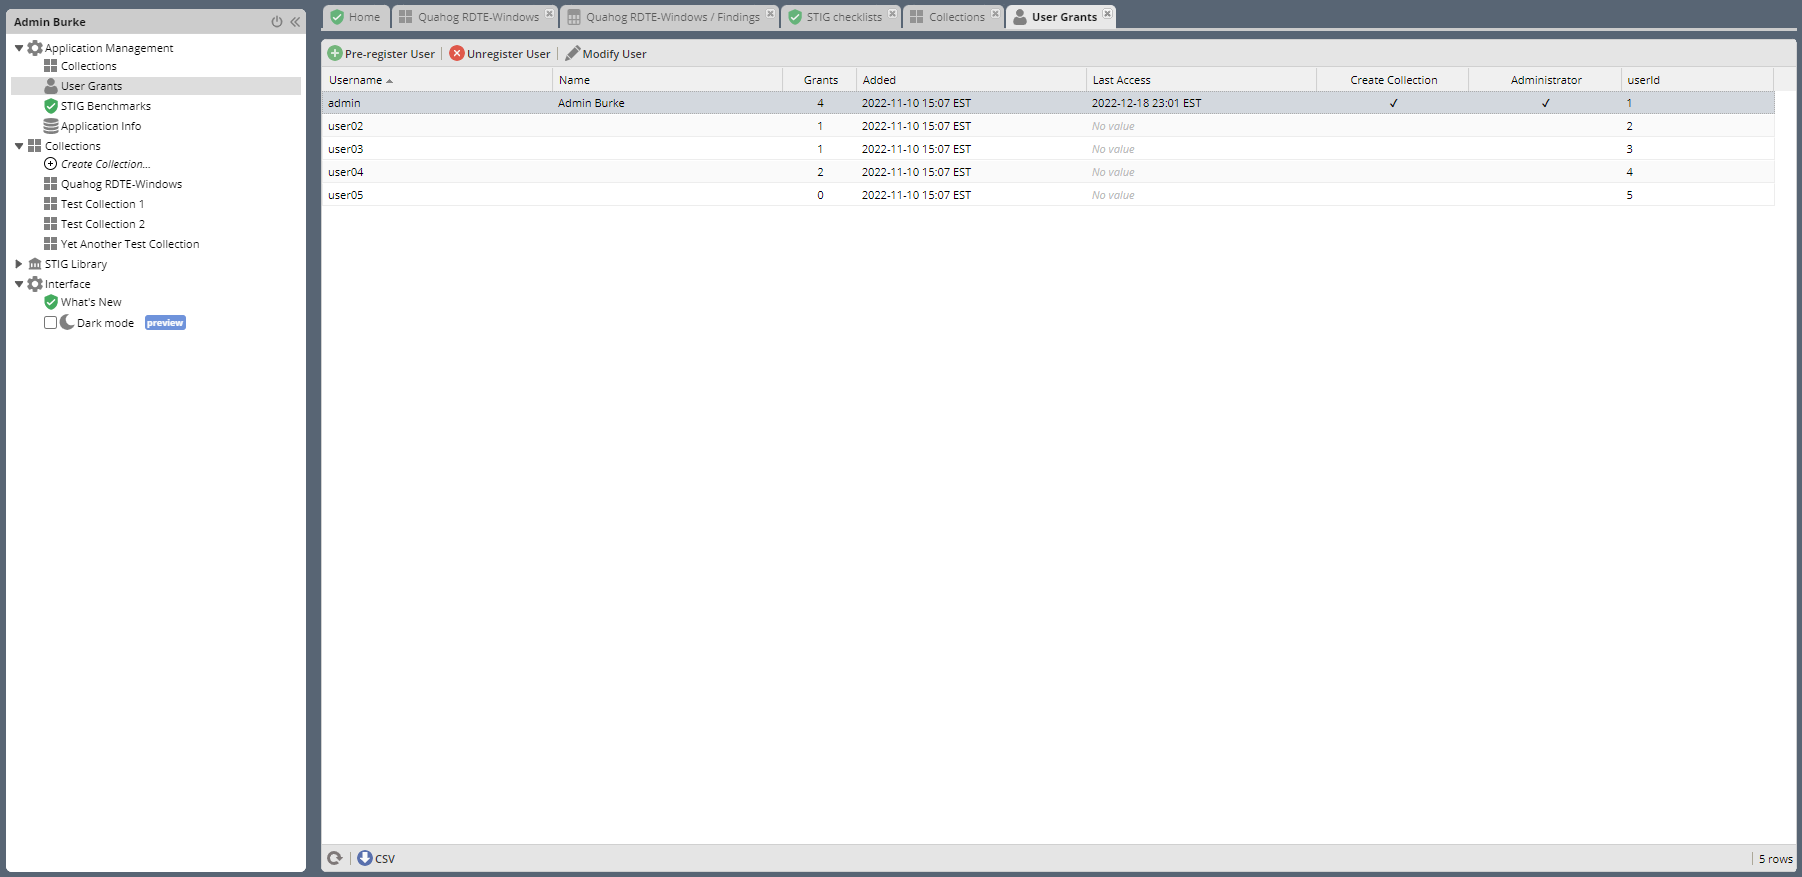 Admin Burke
Application Management
Collections
User Grants
STIG Benchmarks
Application Info
Collections
Create Collection...
Quahog RDTE-Windows
Test Collection 1
Test Collection 2
Yet Another Test Collection
STIG Library
Interface
What's New
Dark mode preview
Home Quahog RDTE-Windows Quahog RDTE-Windows / Findings STIG checklists Collections User Grants
Pre-register User Unregister User Modify User
Username Name Grants Added Last Access Create Collection Administrator userId
admin Admin Burke 4 2022-11-10 15:07 EST 2022-12-18 23:01 EST ✓ ✓ 1
user02 1 2022-11-10 15:07 EST No value 2
user03 1 2022-11-10 15:07 EST No value 3
user04 2 2022-11-10 15:07 EST No value 4
user05 0 2022-11-10 15:07 EST No value 5
CSV 5 rows